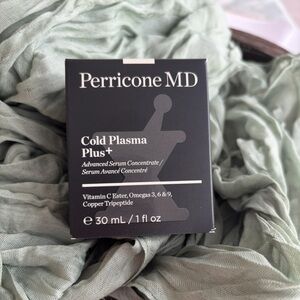 Perricone MD
Cold Plasma
Plus+
Advanced Serum Concentrate/
Sérum Avancé Concentré
Vitamin C Ester, Omegas 3, 6 & 9,
Copper Tripeptide
e 30 mL / 1 fl oz